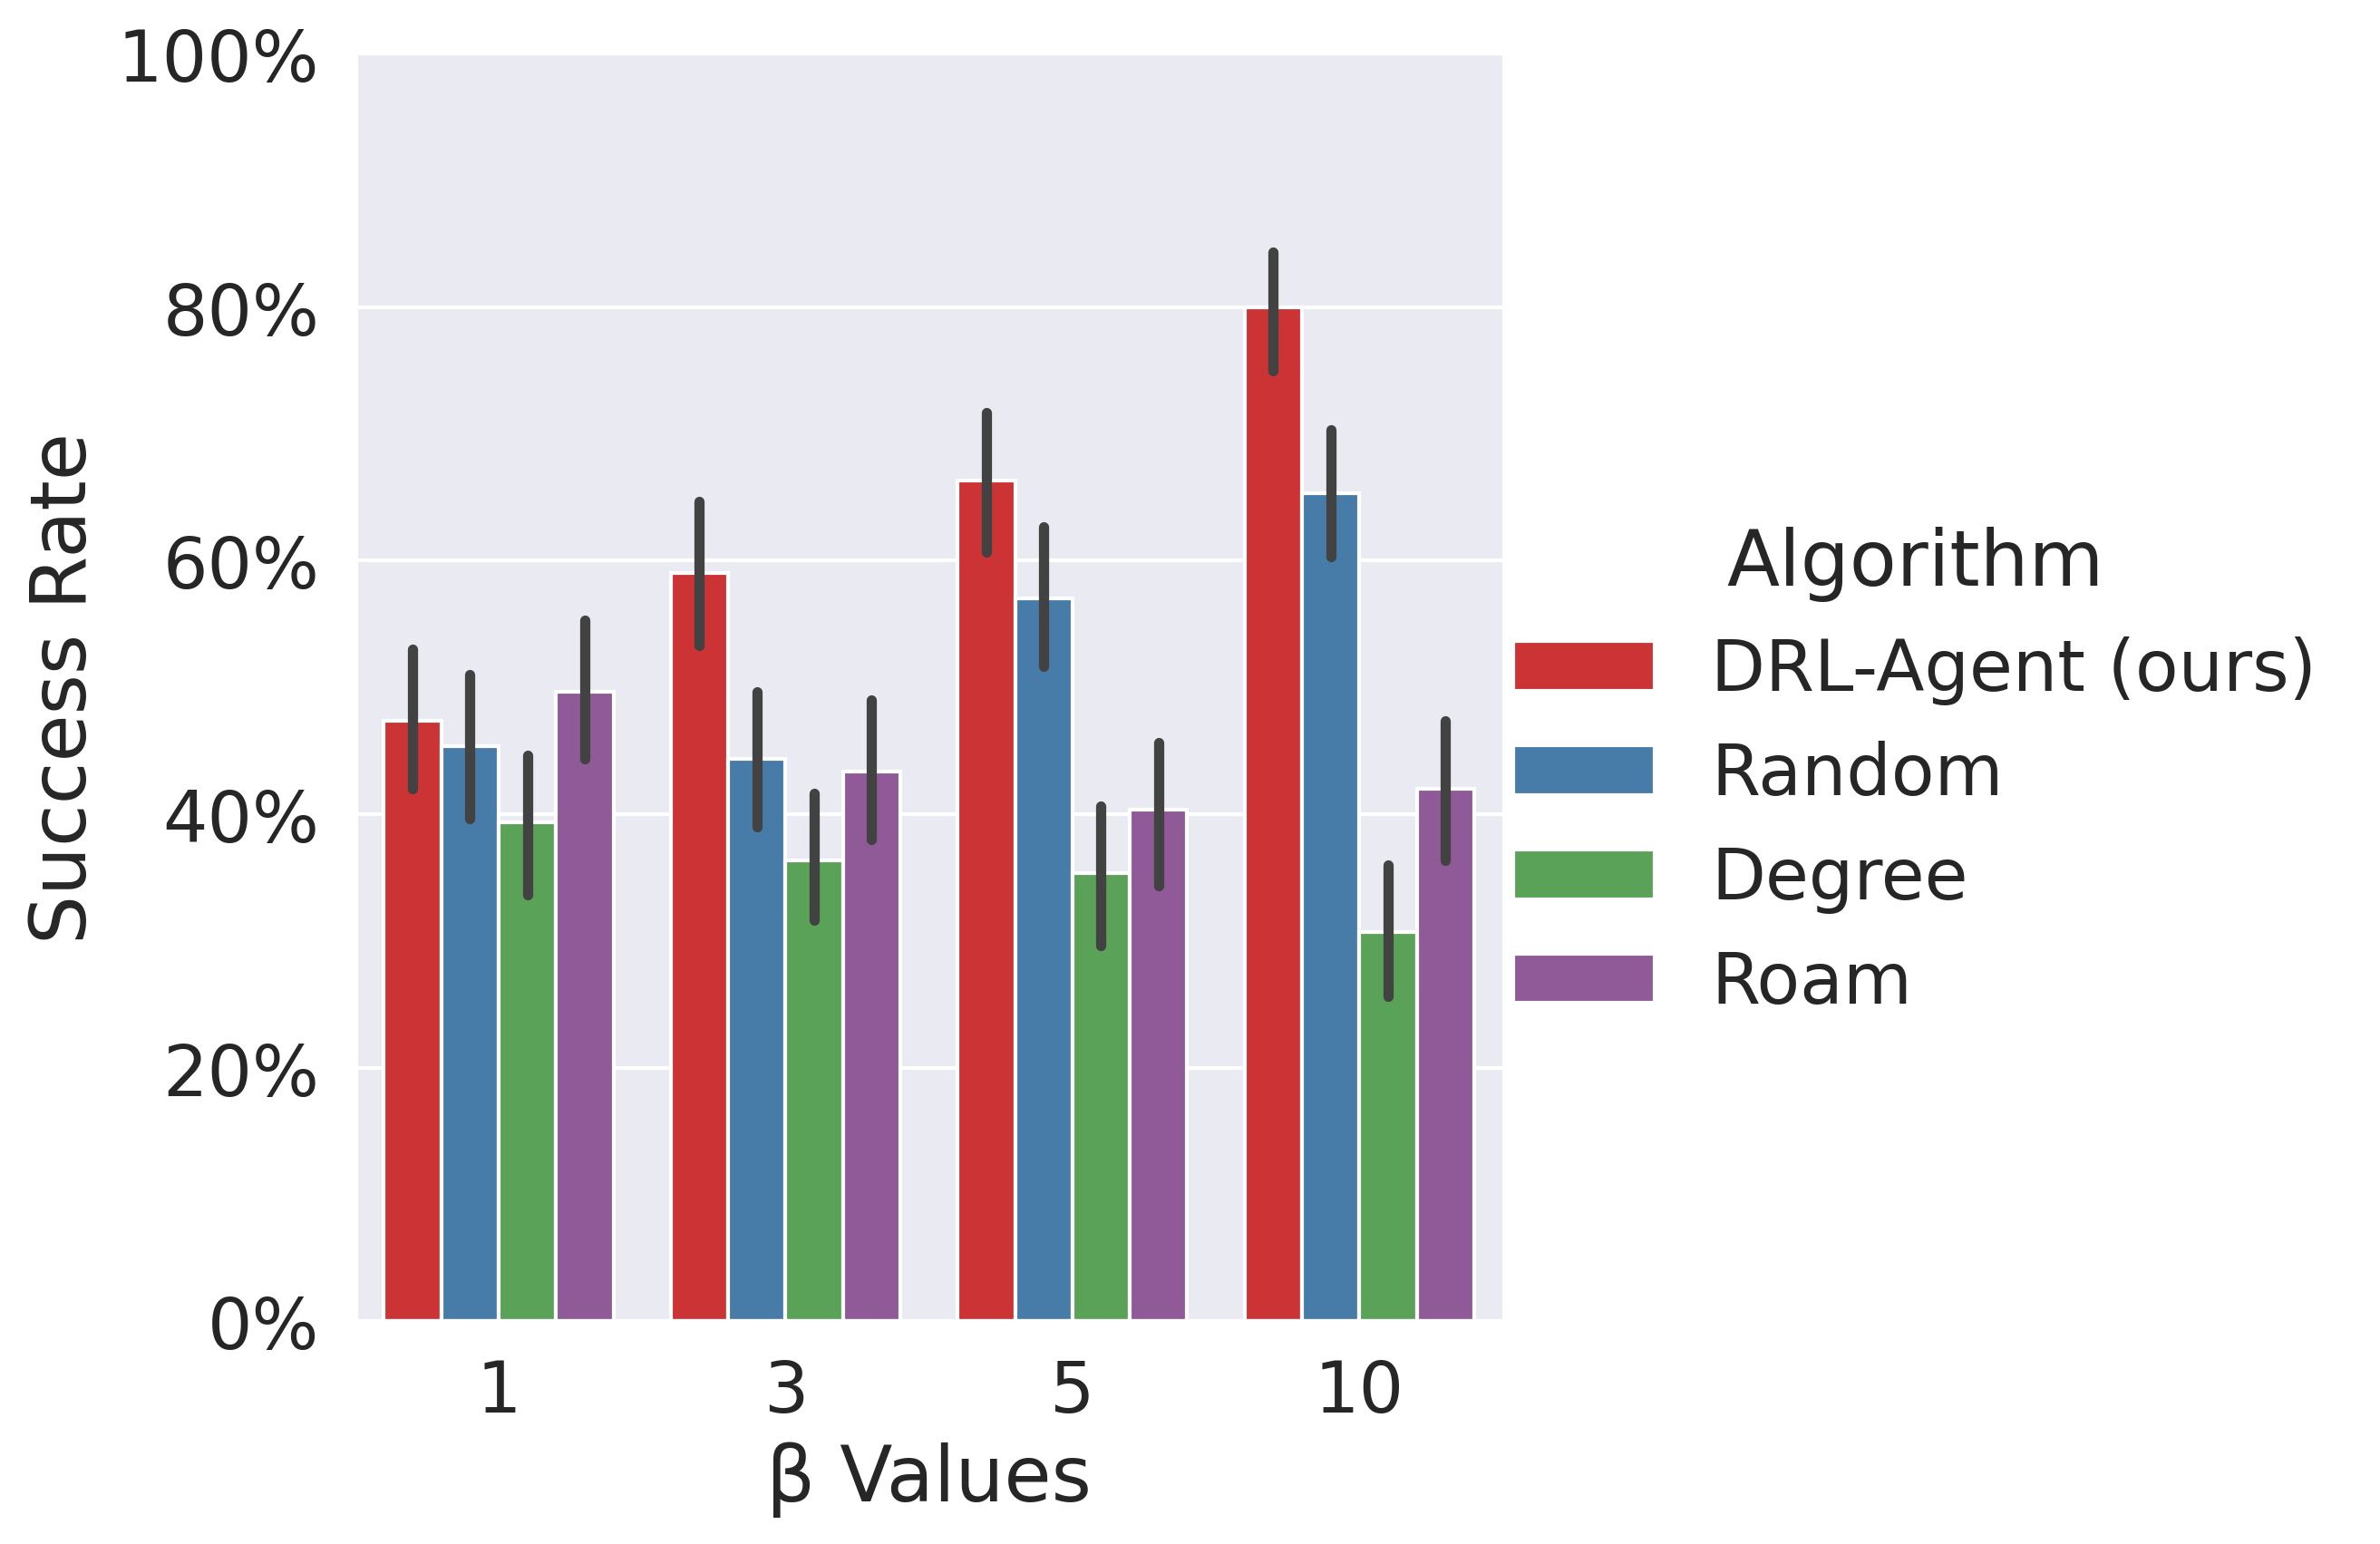 100%
80%
60%
40%
20%
0%
Success Rate
1 3 5 10
β Values
Algorithm
DRL-Agent (ours)
Random
Degree
Roam